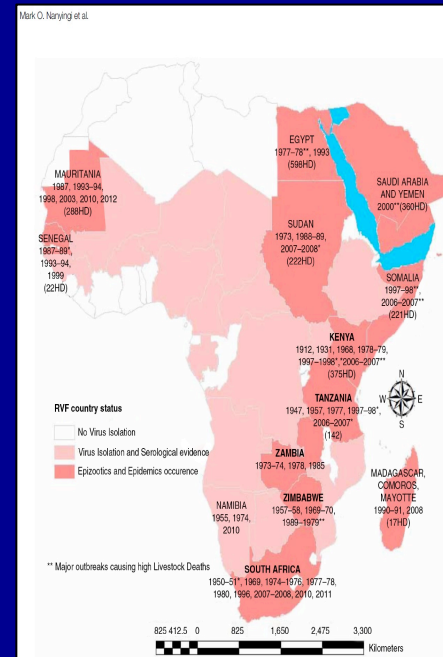 Mark O. Nanyingi et al.
EGYPT
1977–78**, 1993
(598HD)
MAURITANIA
1987, 1993–94,
1998, 2003, 2010, 2012
(288HD)
SAUDI ARABIA
AND YEMEN
2000**(360HD)
SUDAN
1973, 1986–89,
2007–2008*
(222HD)
SENEGAL
1987–89*,
1993–94,
1999
(22HD)
SOMALIA
1997–98**,
2006–2007**
(221HD)
KENYA
1912, 1931, 1968, 1978–79,
1997–1998*,*2006–2007**
(375HD)
N
W
E
S
TANZANIA
1947, 1957, 1977, 1997–98*,
2006–2007*
(142)
RVF country status
No Virus Isolation
Virus Isolation and Serological evidence
Epizootics and Epidemics occurence
ZAMBIA
1973–74, 1978, 1985
MADAGASCAR,
COMOROS,
MAYOTTE
1990–91, 2008
(17HD)
ZIMBABWE
1957–58, 1969–70,
1989–1979**
NAMIBIA
1955, 1974,
2010
** Major outbreaks causing high Livestock Deaths
SOUTH AFRICA
1950–51*, 1969, 1974–1976, 1977–78,
1980, 1996, 2007–2008, 2010, 2011
825 412.5 0 825 1,650 2,475 3,300
Kilometers